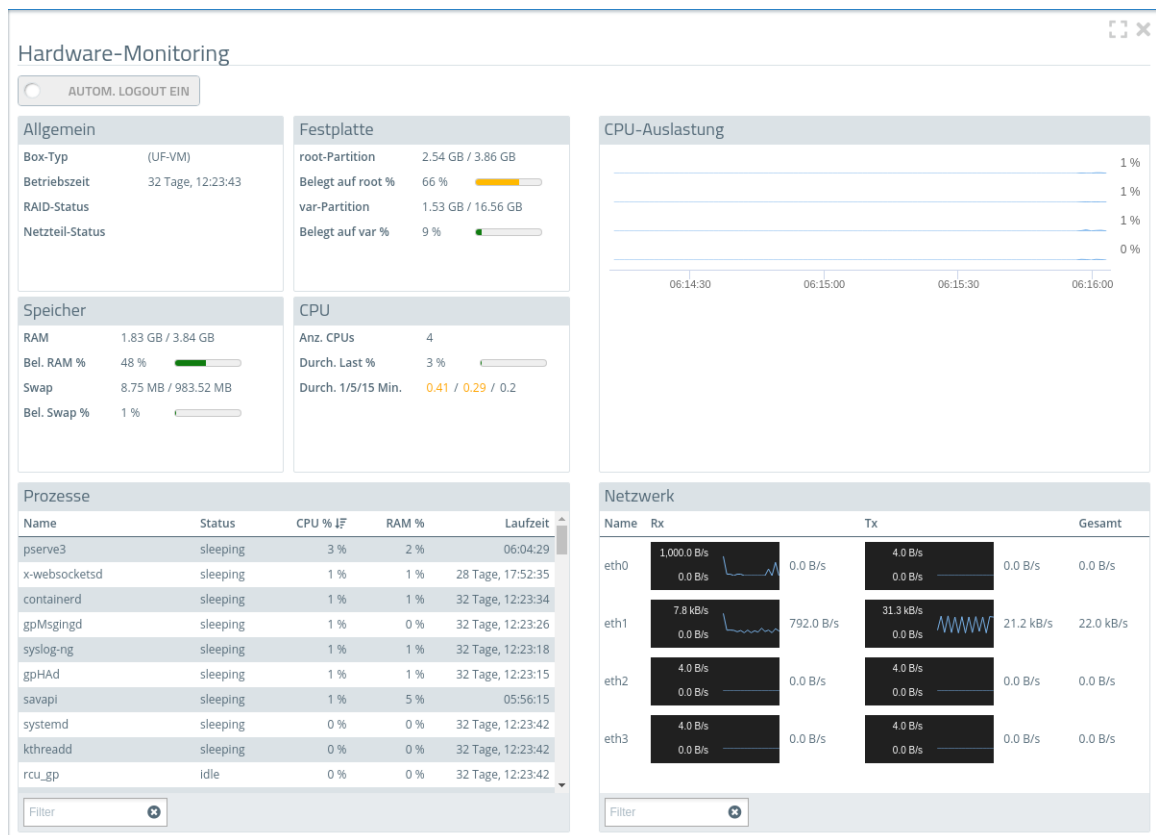 Hardware-Monitoring
AUTOM. LOGOUT EIN
Allgemein
Box-Typ (UF-VM)
Betriebszeit 32 Tage, 12:23:43
RAID-Status
Netzteil-Status
Festplatte
root-Partition 2.54 GB / 3.86 GB
Belegt auf root % 66 %
var-Partition 1.53 GB / 16.56 GB
Belegt auf var % 9 %
CPU-Auslastung
1 %
1 %
1 %
0 %
06:14:30 06:15:00 06:15:30 06:16:00
Speicher
RAM 1.83 GB / 3.84 GB
Bel. RAM % 48 %
Swap 8.75 MB / 983.52 MB
Bel. Swap % 1 %
CPU
Anz. CPUs 4
Durch. Last % 3 %
Durch. 1/5/15 Min. 0.41 / 0.29 / 0.2
Prozesse
Name Status CPU % RAM % Laufzeit
pserve3 sleeping 3 % 2 % 06:04:29
x-websocketsd sleeping 1 % 1 % 28 Tage, 17:52:35
containerd sleeping 1 % 1 % 32 Tage, 12:23:34
gpMsgingd sleeping 1 % 0 % 32 Tage, 12:23:26
syslog-ng sleeping 1 % 1 % 32 Tage, 12:23:18
gpHAd sleeping 1 % 1 % 32 Tage, 12:23:15
savapi sleeping 1 % 5 % 05:56:15
systemd sleeping 0 % 0 % 32 Tage, 12:23:42
kthreadd sleeping 0 % 0 % 32 Tage, 12:23:42
rcu_gp idle 0 % 0 % 32 Tage, 12:23:42
Filter
Netzwerk
Name Rx Tx Gesamt
1,000.0 B/s 4.0 B/s
eth0 0.0 B/s 0.0 B/s 0.0 B/s
0.0 B/s 0.0 B/s
7.8 kB/s 31.3 kB/s
eth1 792.0 B/s 21.2 kB/s 22.0 kB/s
0.0 B/s 0.0 B/s
4.0 B/s 4.0 B/s
eth2 0.0 B/s 0.0 B/s 0.0 B/s
0.0 B/s 0.0 B/s
4.0 B/s 4.0 B/s
eth3 0.0 B/s 0.0 B/s 0.0 B/s
0.0 B/s 0.0 B/s
Filter